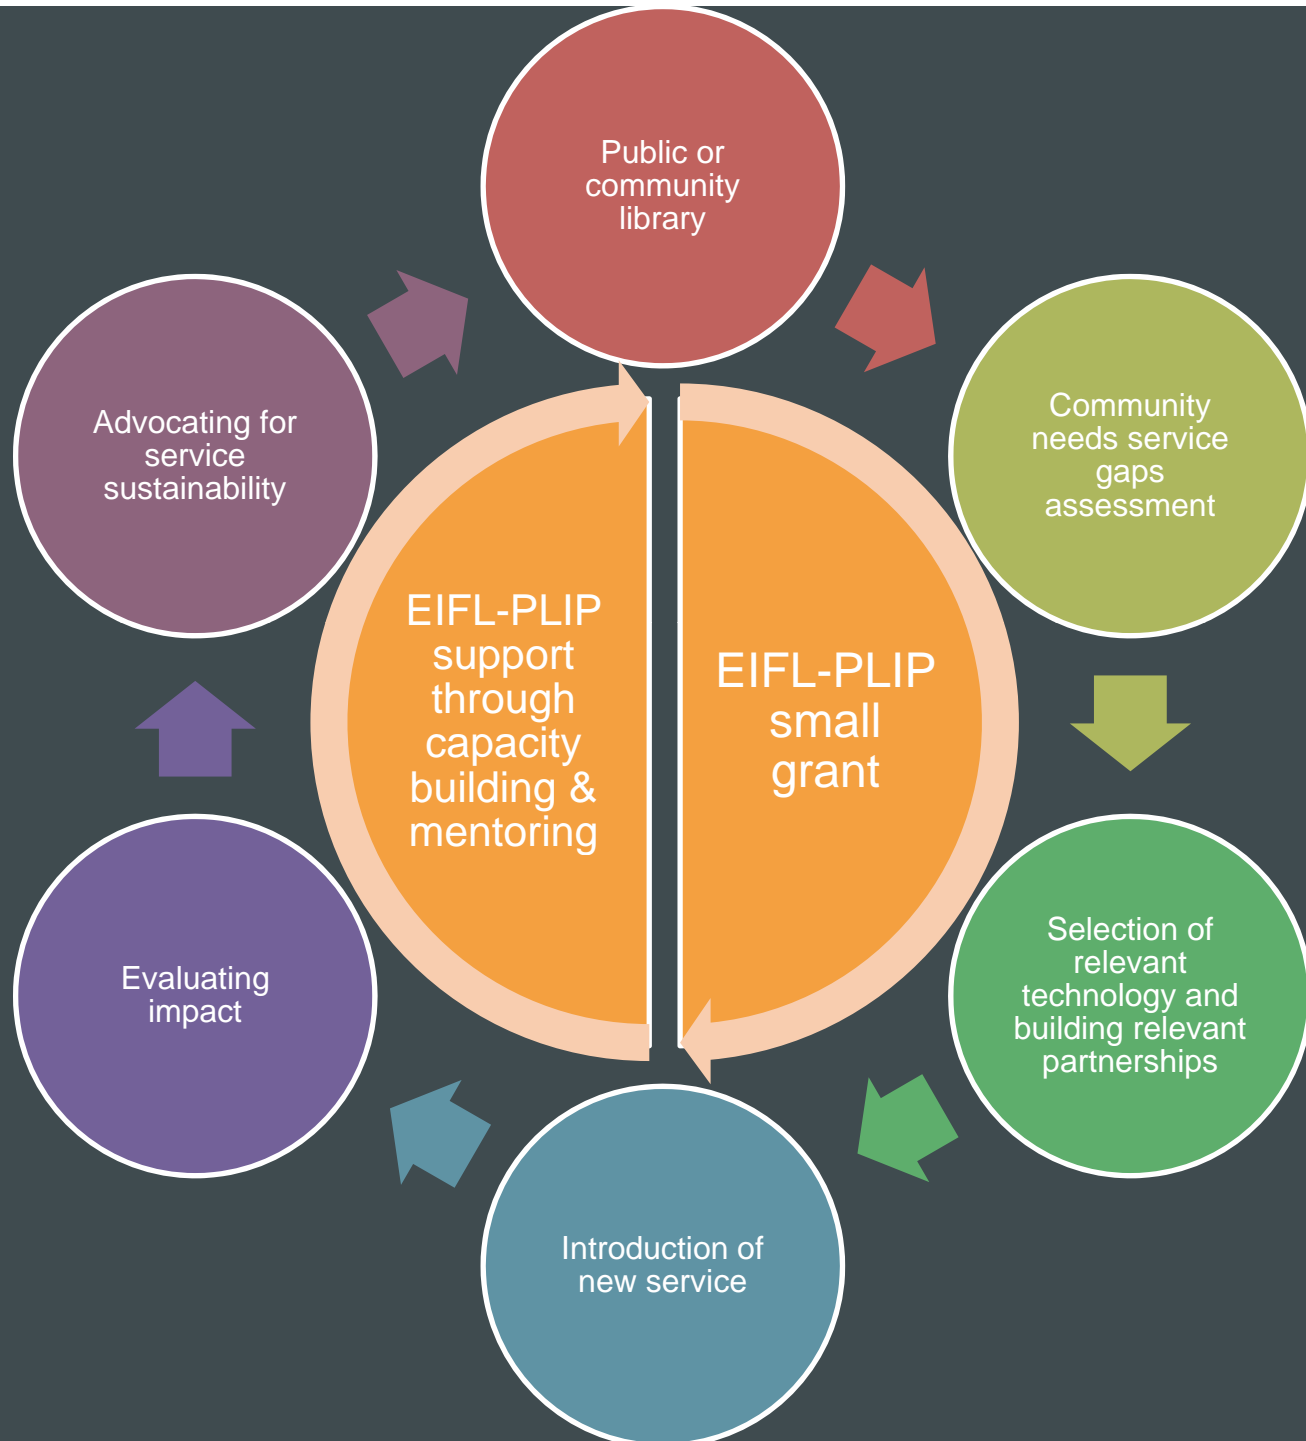 Public or
community
library
Community
needs service
gaps
assessment
Selection of
relevant
technology and
building relevant
partnerships
Introduction of
new service
Evaluating
impact
Advocating for
service
sustainability
EIFL-PLIP
support
through
capacity
building &
mentoring
EIFL-PLIP
small
grant